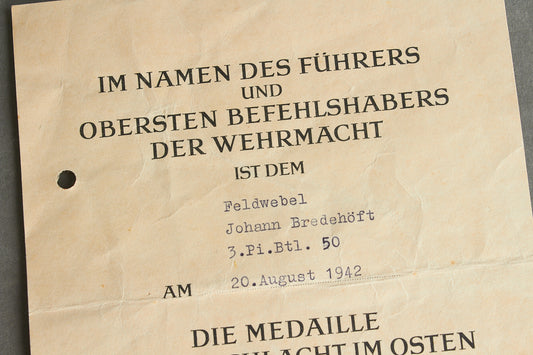 IM NAMEN DES FÜHRERS
UND
OBERSTEN BEFEHLSHABERS
DER WEHRMACHT
IST DEM
Feldwebel
Johann Bredehöft
3.Pi.Btl. 50
AM 20.August 1942
DIE MEDAILLE
IM OSTEN